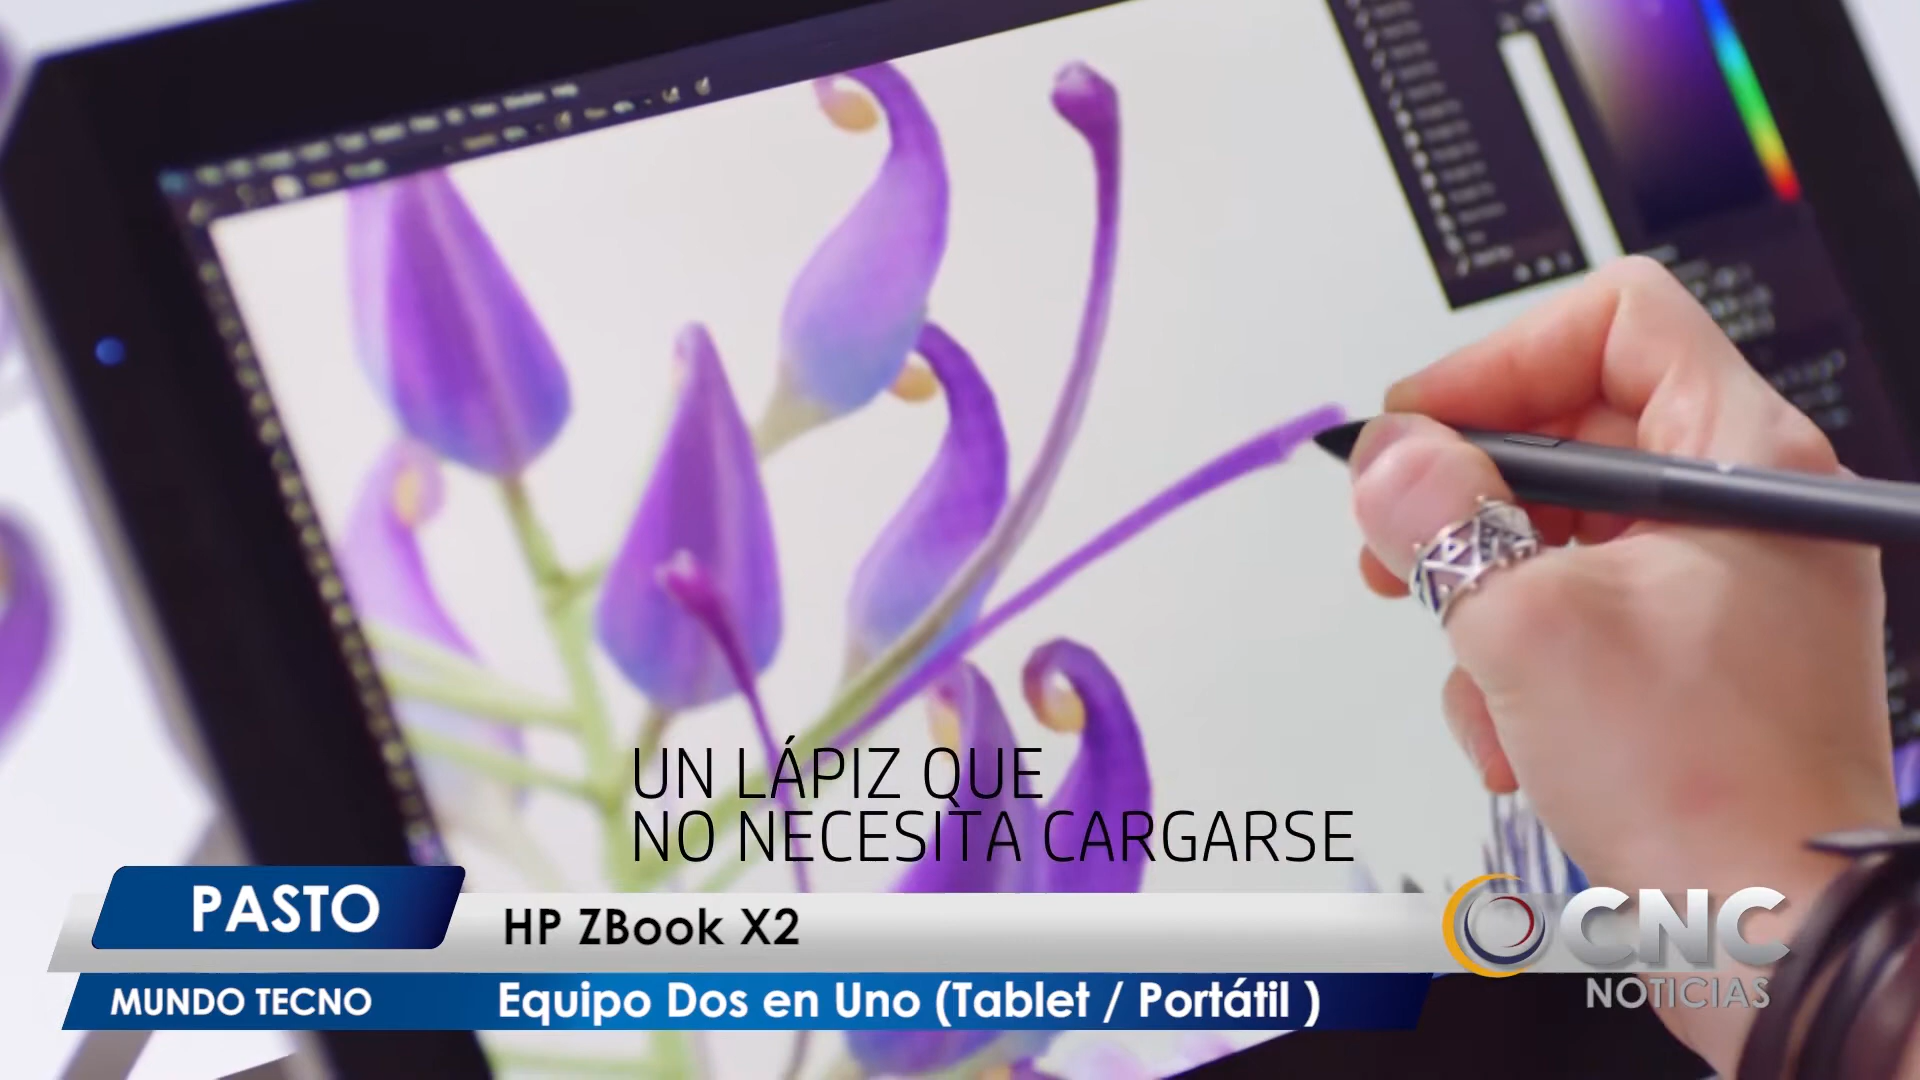 UN LÁPIZ QUE
NO NECESITA CARGARSE
PASTO
HP ZBook X2
CNC
NOTICIAS
MUNDO TECNO
Equipo Dos en Uno (Tablet / Portátil )